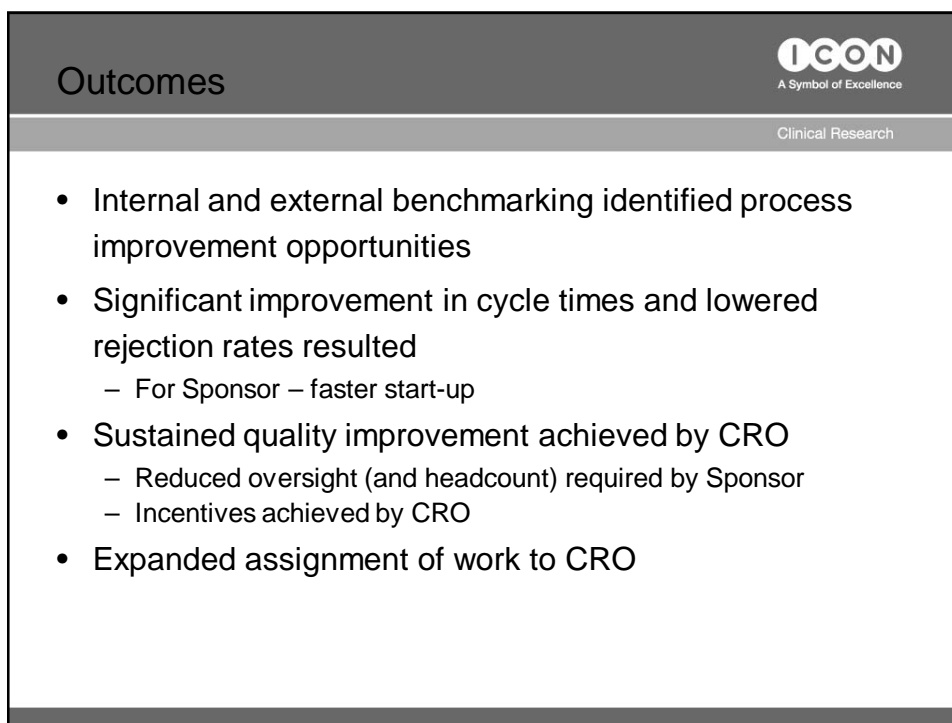 Outcomes
ICON
A Symbol of Excellence
Clinical Research
• Internal and external benchmarking identified process
improvement opportunities
• Significant improvement in cycle times and lowered
rejection rates resulted
– For Sponsor – faster start-up
• Sustained quality improvement achieved by CRO
– Reduced oversight (and headcount) required by Sponsor
– Incentives achieved by CRO
• Expanded assignment of work to CRO